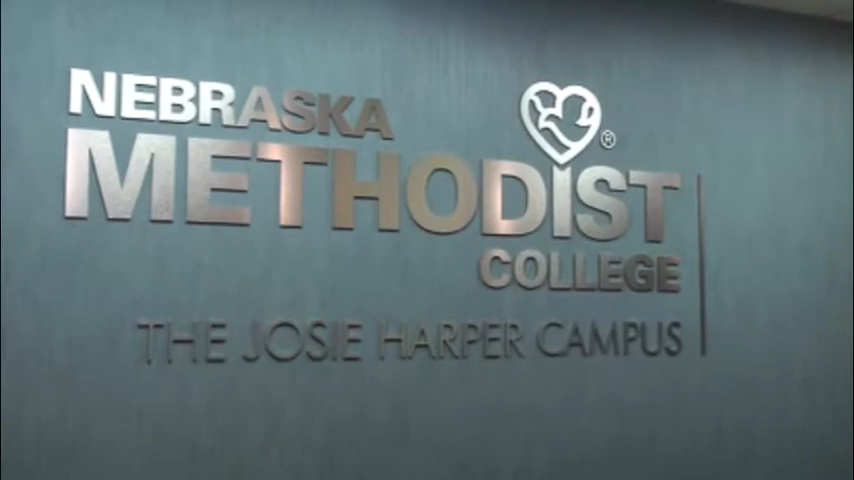 NEBRASKA
METHODIST
®
COLLEGE
THE JOSIE HARPER CAMPUS